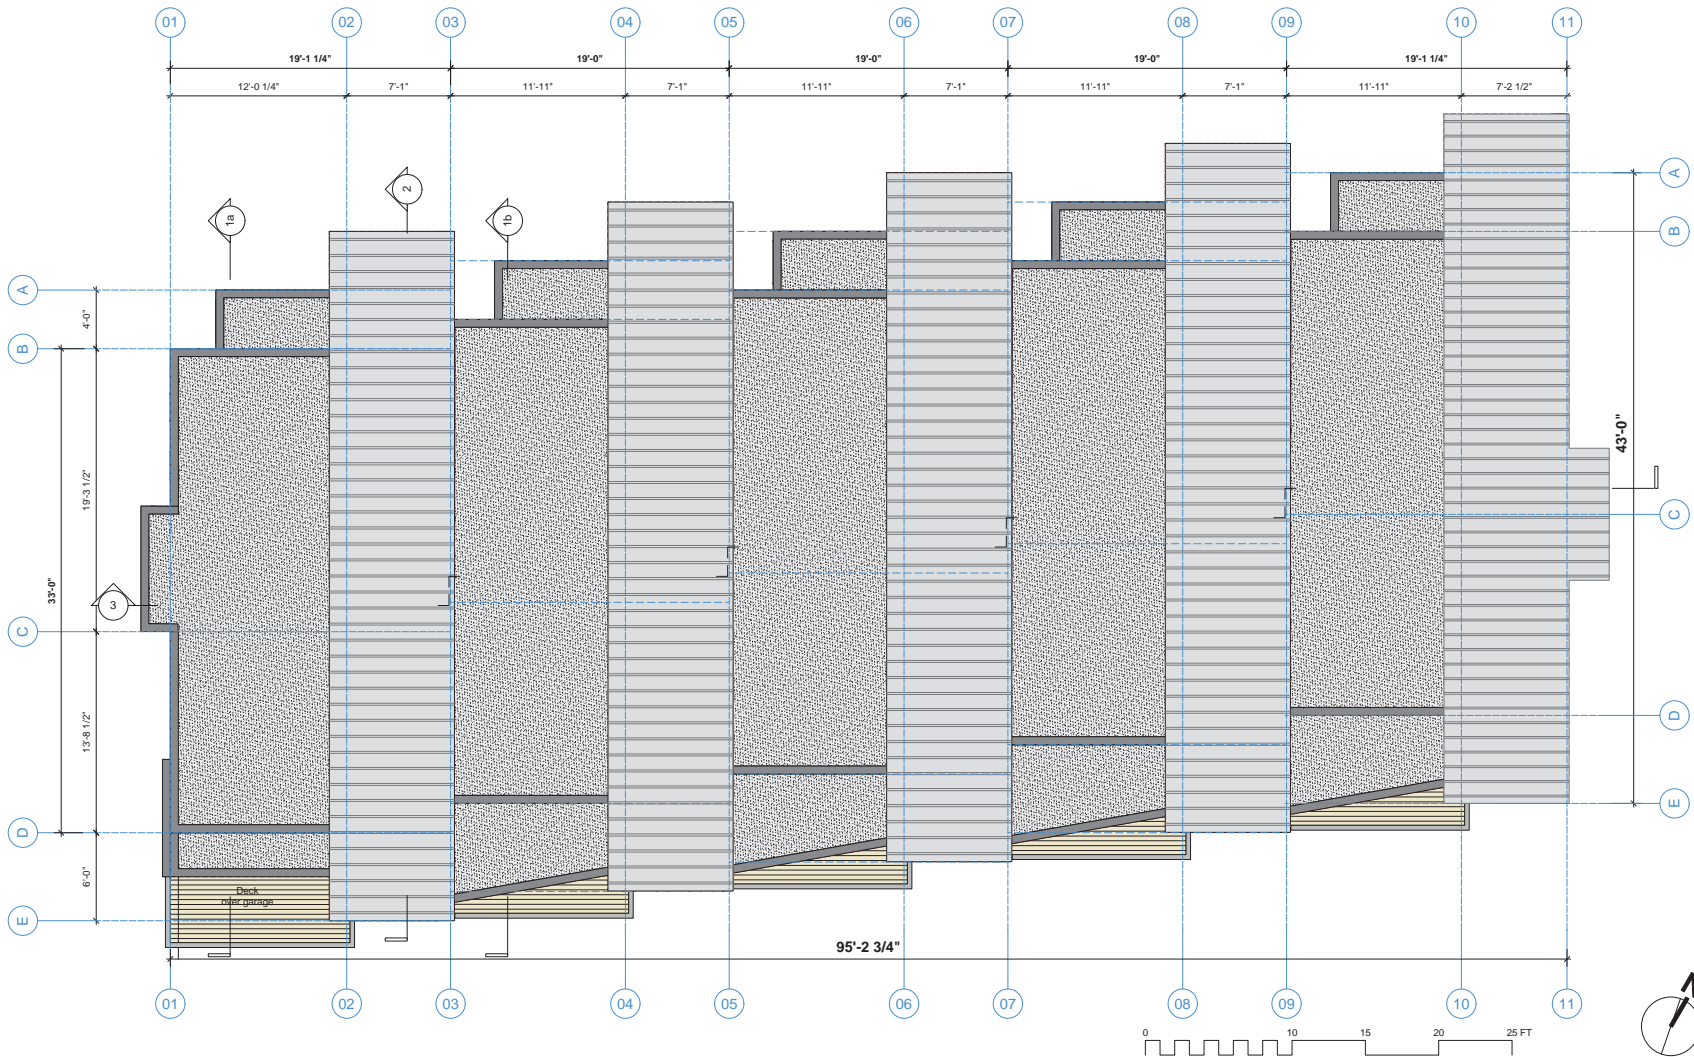 01 02 03 04 05 06 07 08 09 10 11
19'-1 1/4" 19'-0" 19'-0" 19'-0" 19'-1 1/4"
12'-0 1/4" 7'-1" 11'-11" 7'-1" 11'-11" 7'-1" 11'-11" 7'-1" 11'-11" 7'-2 1/2"
A
2
1a
1b
B
A
4'-0"
B
43'-0"
19'-3 1/2"
C
33'-0"
3
C
D
13'-8 1/2"
E
D
6'-0"
Deck
over garage
E
95'-2 3/4"
01 02 03 04 05 06 07 08 09 10 11
N
0 10 15 20 25 FT